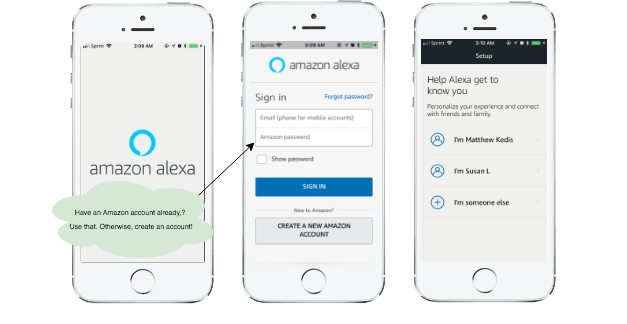 Sprint
3:09 AM
amazon alexa
Have an Amazon account already,?
Use that. Otherwise, create an account!
Sprint
3:09 AM
amazon alexa
Sign in
Forgot password?
Email (phone for mobile accounts)
Amazon password
Show password
SIGN IN
New to Amazon?
CREATE A NEW AMAZON
ACCOUNT
Sprint
3:10 AM
Setup
Help Alexa get to
know you
Personalize your experience and connect
with friends and family.
I'm Matthew Kedis
I'm Susan L
I'm someone else